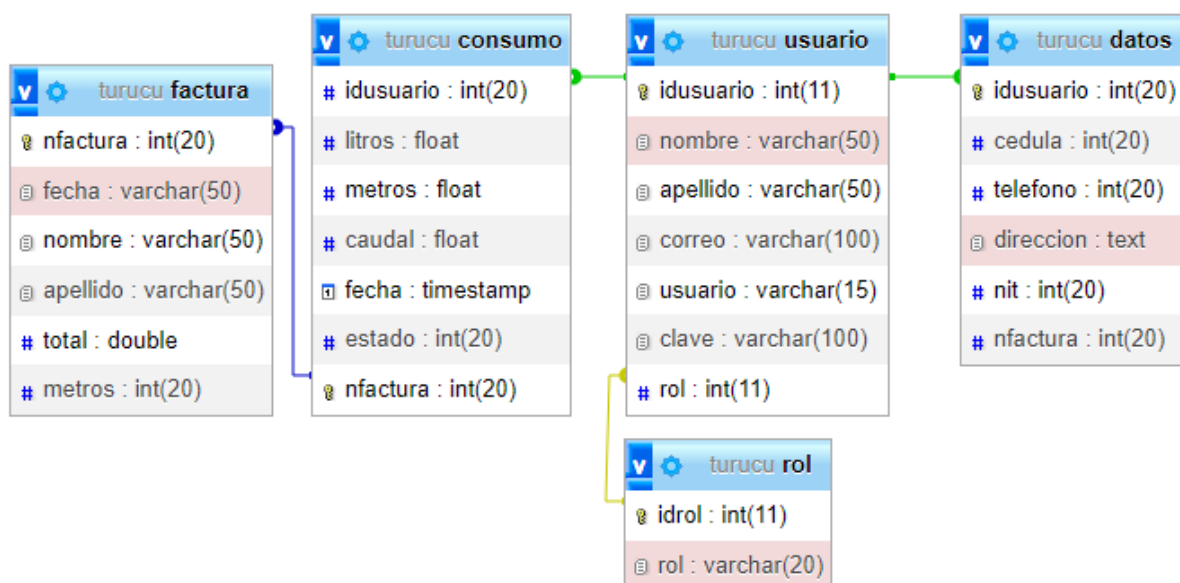 turucu factura
nfactura : int(20)
fecha : varchar(50)
nombre : varchar(50)
apellido : varchar(50)
total : double
metros : int(20)
turucu consumo
idusuario : int(20)
litros : float
metros : float
caudal : float
fecha : timestamp
estado : int(20)
nfactura : int(20)
turucu usuario
idusuario : int(11)
nombre : varchar(50)
apellido : varchar(50)
correo : varchar(100)
usuario : varchar(15)
clave : varchar(100)
rol : int(11)
turucu datos
idusuario : int(20)
cedula : int(20)
telefono : int(20)
direccion : text
nit : int(20)
nfactura : int(20)
turucu rol
idrol : int(11)
rol : varchar(20)